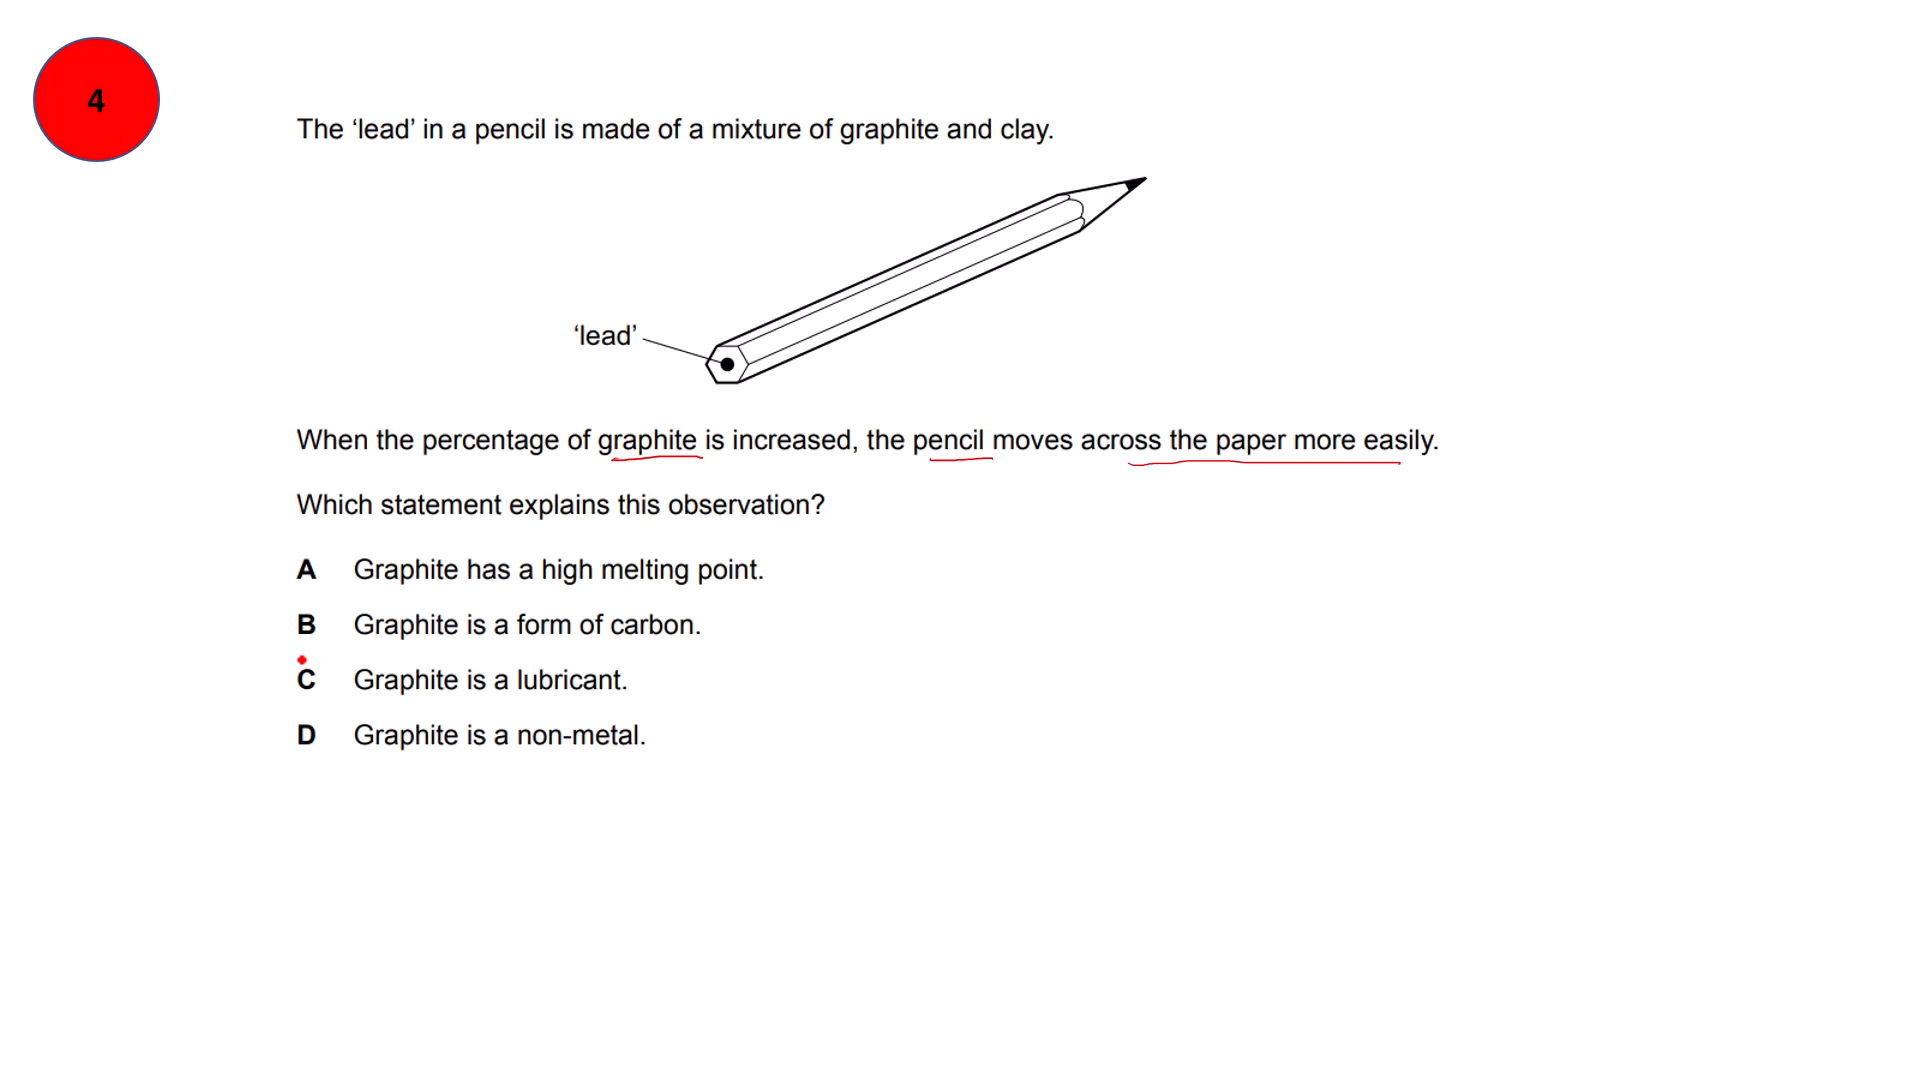 4
The ‘lead’ in a pencil is made of a mixture of graphite and clay.
‘lead’
When the percentage of graphite is increased, the pencil moves across the paper more easily.
Which statement explains this observation?
A Graphite has a high melting point.
B Graphite is a form of carbon.
C Graphite is a lubricant.
D Graphite is a non-metal.